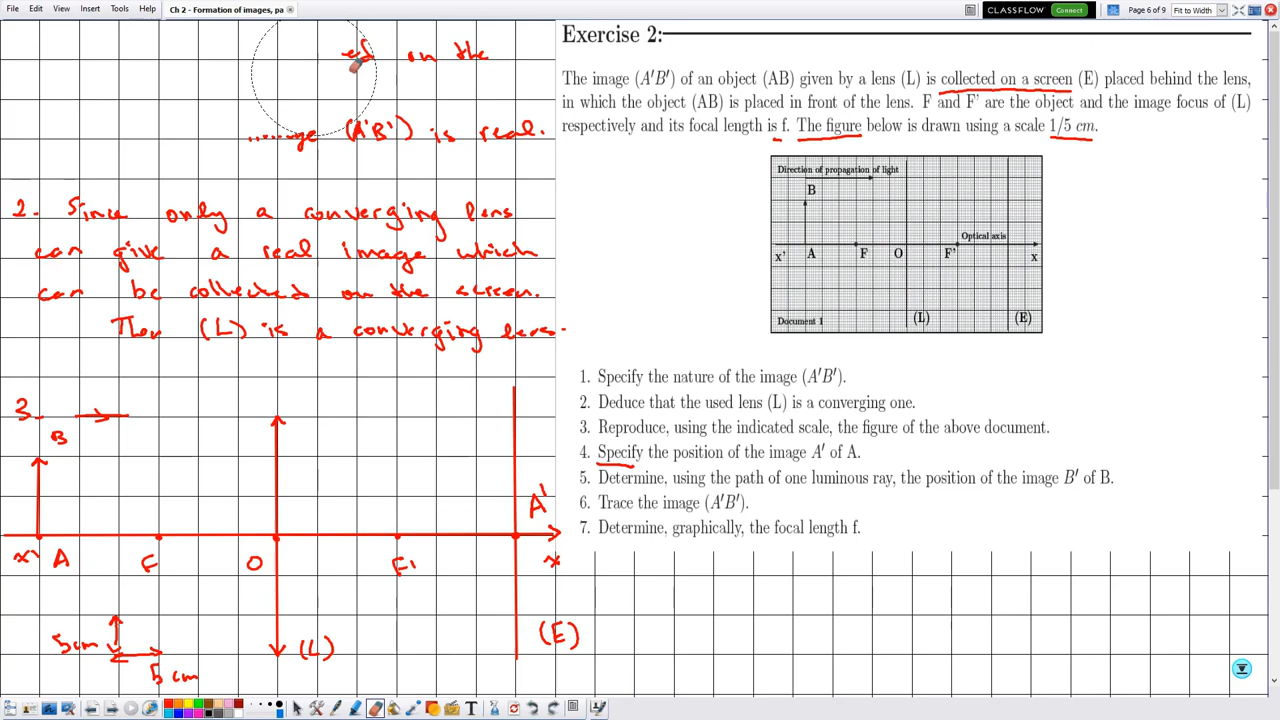 File Edit View Insert Tools Help
Ch 2 - Formation of images, pa
CLASSFLOW Connect
Page 6 of 9
Fit to Width
on the
(A'B') is real.
2. Since only a converging lens
can give a real image which
can be collected on the screen.
Then (L) is a converging lens.
3.
B
A'
x' A F O F' x
5 cm
5 cm
(L)
(E)
Exercise 2:
The image (A′B′) of an object (AB) given by a lens (L) is collected on a screen (E) placed behind the lens,
in which the object (AB) is placed in front of the lens. F and F' are the object and the image focus of (L)
respectively and its focal length is f. The figure below is drawn using a scale 1/5 cm.
Direction of propagation of light
B
Optical axis
x' A F O F' x
Document 1 (L) (E)
1. Specify the nature of the image (A′B′).
2. Deduce that the used lens (L) is a converging one.
3. Reproduce, using the indicated scale, the figure of the above document.
4. Specify the position of the image A′ of A.
5. Determine, using the path of one luminous ray, the position of the image B′ of B.
6. Trace the image (A′B′).
7. Determine, graphically, the focal length f.